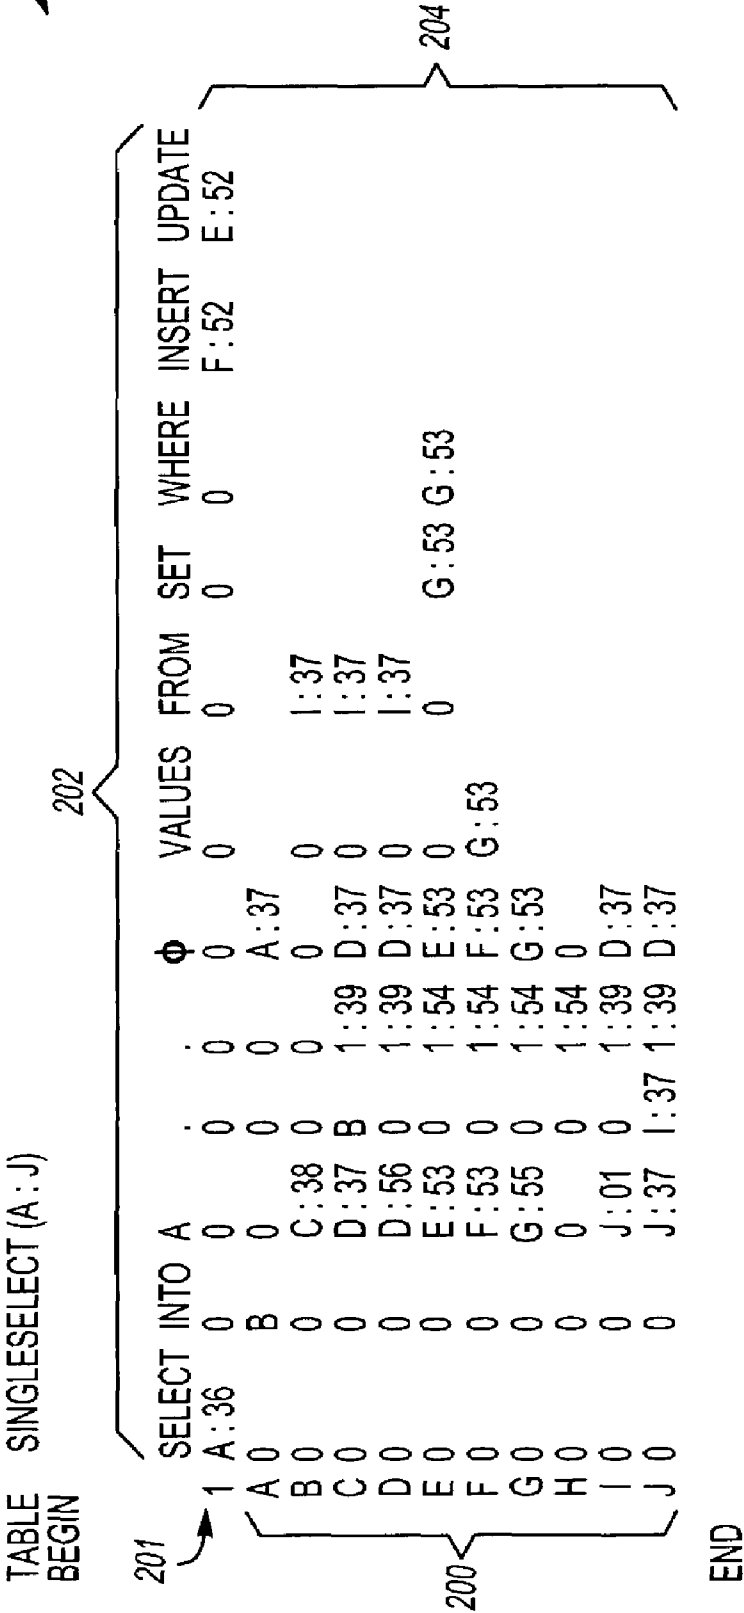 TABLE SINGLESELECT (A:J)
BEGIN
202
SELECT INTO A . . ϕ VALUES FROM SET WHERE INSERT UPDATE
201
1 A:36 0 0 0 0 0 0 0 0 0 F:52 E:52
A 0 B 0 0 0 A:37
B 0 0 C:38 0 0 0 0 I:37
C 0 0 D:37 B 1:39 D:37 0 I:37
D 0 0 D:56 0 1:39 D:37 0 I:37
E 0 0 E:53 0 1:54 E:53 0 0 G:53 G:53
F 0 0 F:53 0 1:54 F:53 G:53
G 0 0 G:55 0 1:54 G:53
H 0 0 0 0 1:54 0
I 0 0 J:01 0 1:39 D:37
J 0 0 J:37 I:37 1:39 D:37
200
204
END